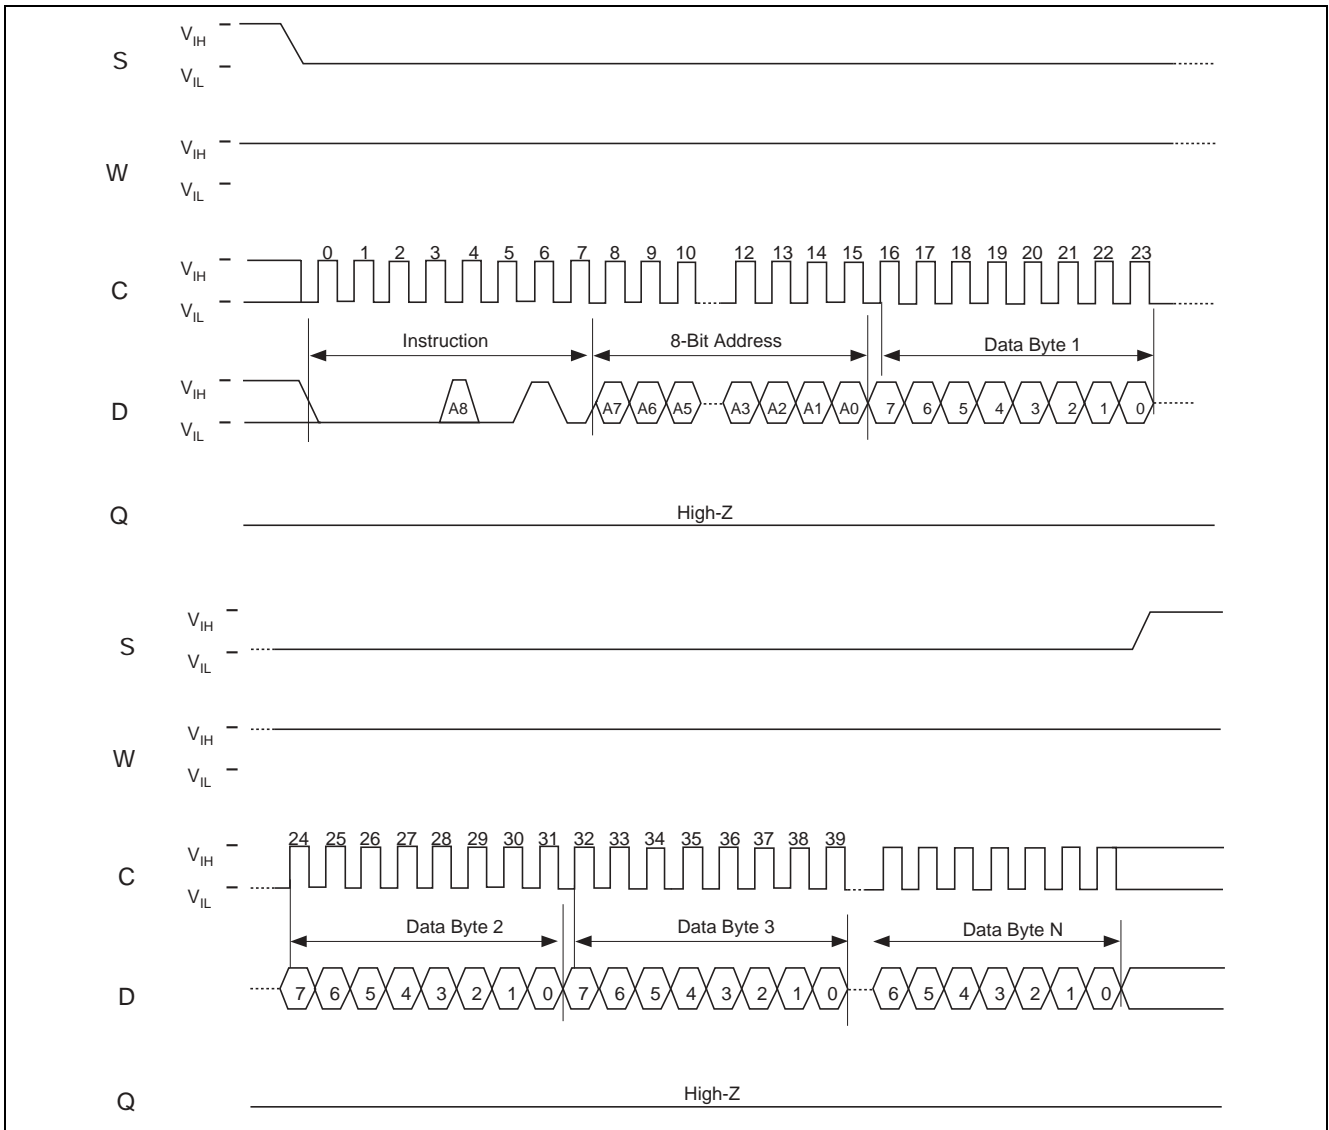 VIH
S
VIL
VIH
W
VIL
0 1 2 3 4 5 6 7 8 9 10 12 13 14 15 16 17 18 19 20 21 22 23
VIH
C
VIL
Instruction 8-Bit Address Data Byte 1
VIH
D A8 A7 A6 A5 A3 A2 A1 A0 7 6 5 4 3 2 1 0
VIL
Q High-Z
VIH
S
VIL
VIH
W
VIL
24 25 26 27 28 29 30 31 32 33 34 35 36 37 38 39
VIH
C
VIL
Data Byte 2 Data Byte 3 Data Byte N
D 7 6 5 4 3 2 1 0 7 6 5 4 3 2 1 0 6 5 4 3 2 1 0
Q High-Z